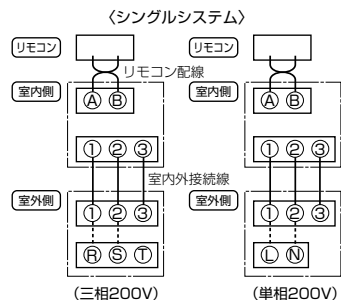 〈シングルシステム〉
リモコン リモコン
リモコン配線
室内側 Ⓐ Ⓑ 室内側 Ⓐ Ⓑ
① ② ③ ① ② ③
室内外接続線
室外側 ① ② ③ 室外側 ① ② ③
Ⓡ Ⓢ Ⓣ Ⓛ Ⓝ
(三相200V) (単相200V)